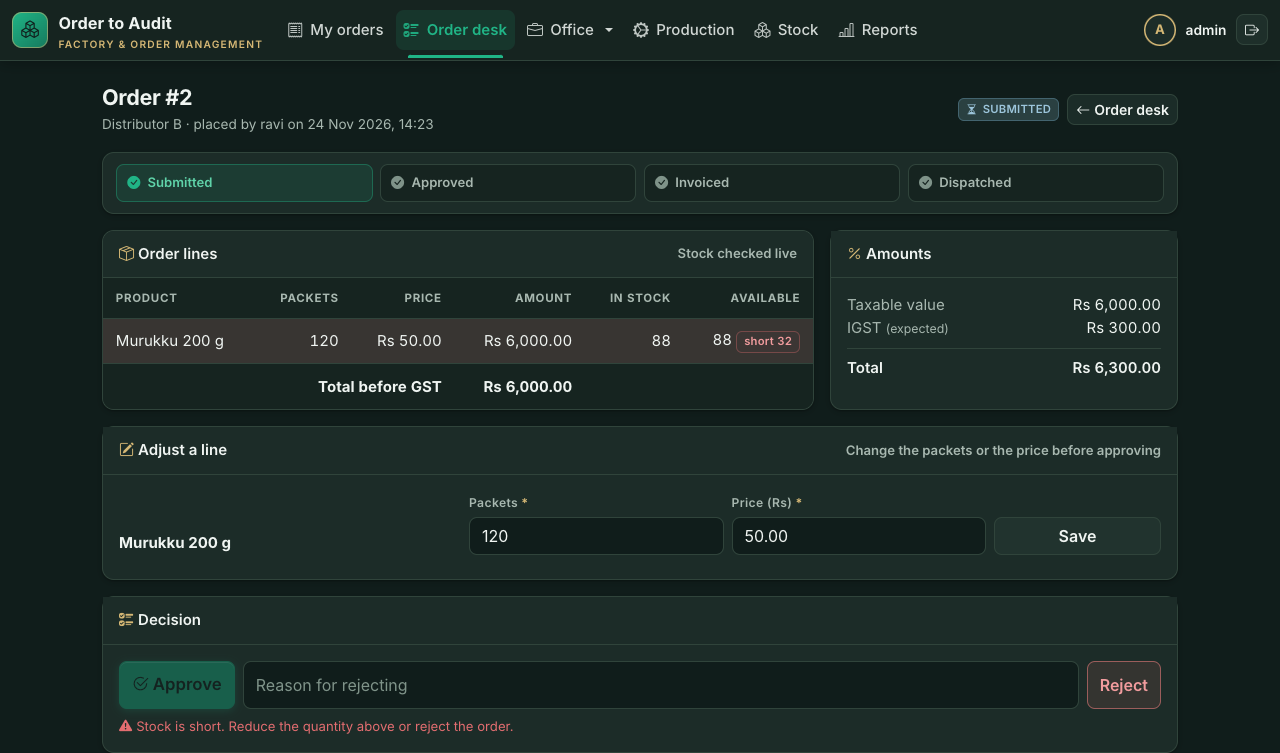 Order to Audit
FACTORY & ORDER MANAGEMENT
My orders
Order desk
Office
Production
Stock
Reports
A
admin
Order #2
Distributor B · placed by ravi on 24 Nov 2026, 14:23
SUBMITTED
← Order desk
Submitted
Approved
Invoiced
Dispatched
Order lines
Stock checked live
PRODUCT PACKETS PRICE AMOUNT IN STOCK AVAILABLE
Murukku 200 g 120 Rs 50.00 Rs 6,000.00 88 88 short 32
Total before GST Rs 6,000.00
% Amounts
Taxable value Rs 6,000.00
IGST (expected) Rs 300.00
Total Rs 6,300.00
Adjust a line
Change the packets or the price before approving
Packets *
Price (Rs) *
Murukku 200 g
120
50.00
Save
Decision
Approve
Reason for rejecting
Reject
Stock is short. Reduce the quantity above or reject the order.